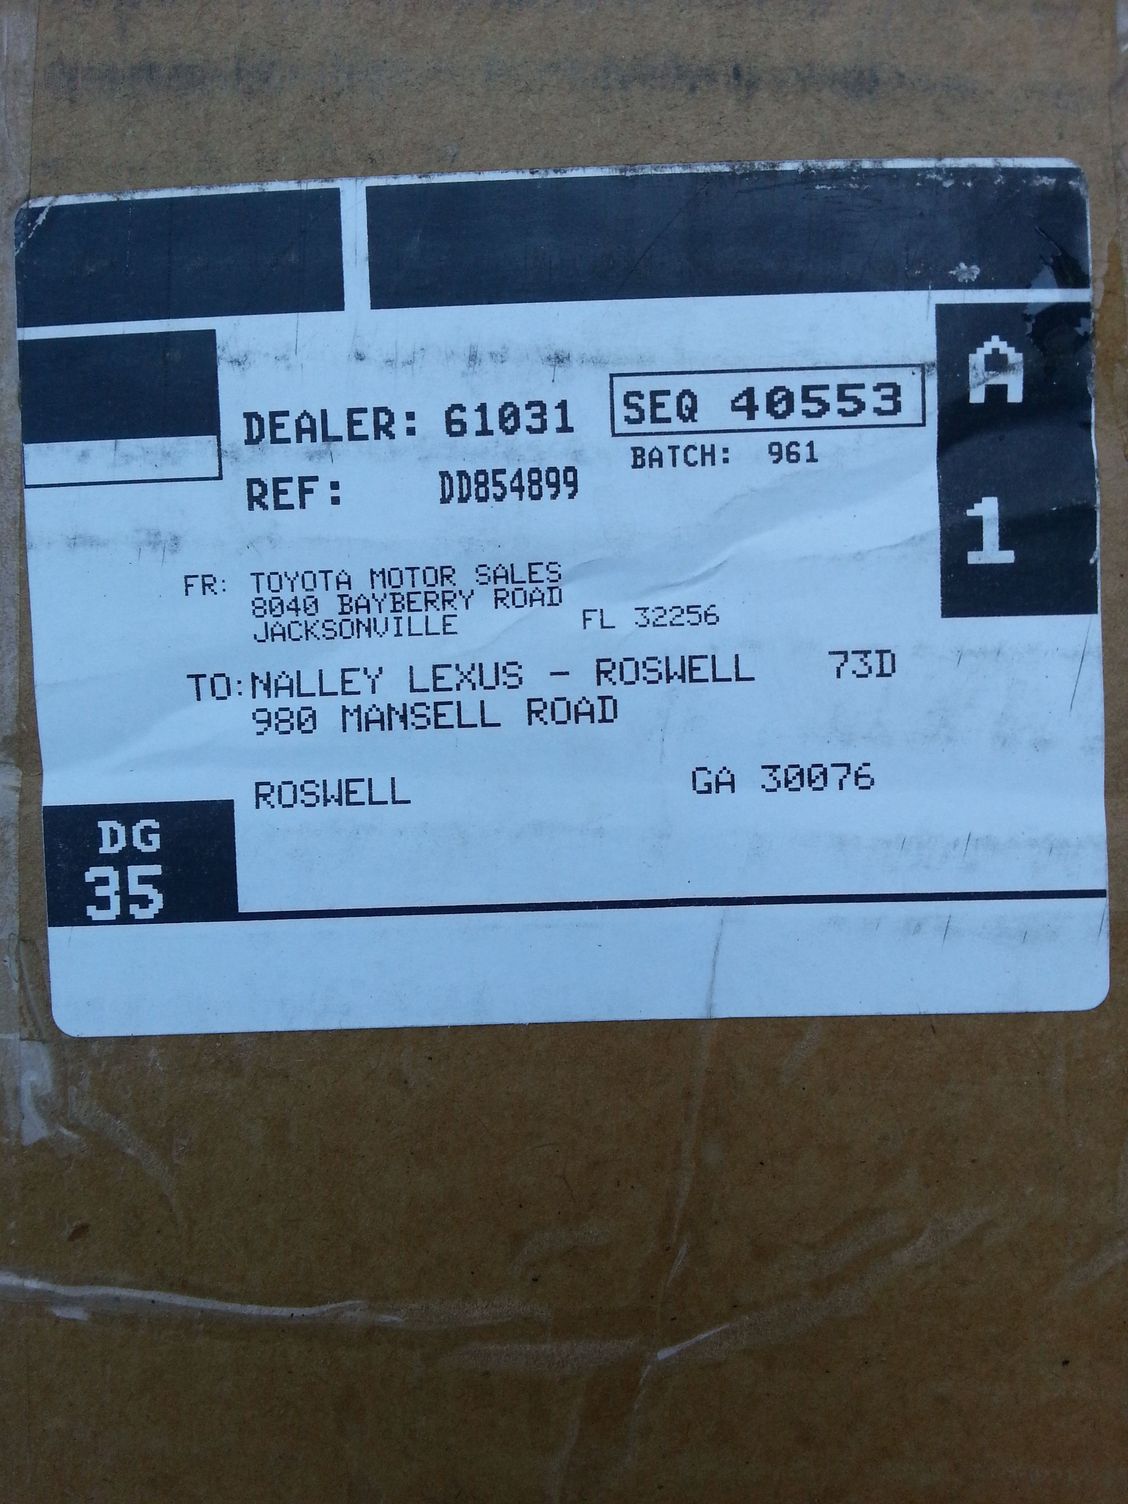 A
1
DEALER: 61031
SEQ 40553
BATCH: 961
REF: DD854899
FR: TOYOTA MOTOR SALES
8040 BAYBERRY ROAD
JACKSONVILLE FL 32256
TO: NALLEY LEXUS - ROSWELL 73D
980 MANSELL ROAD
ROSWELL GA 30076
DG
35